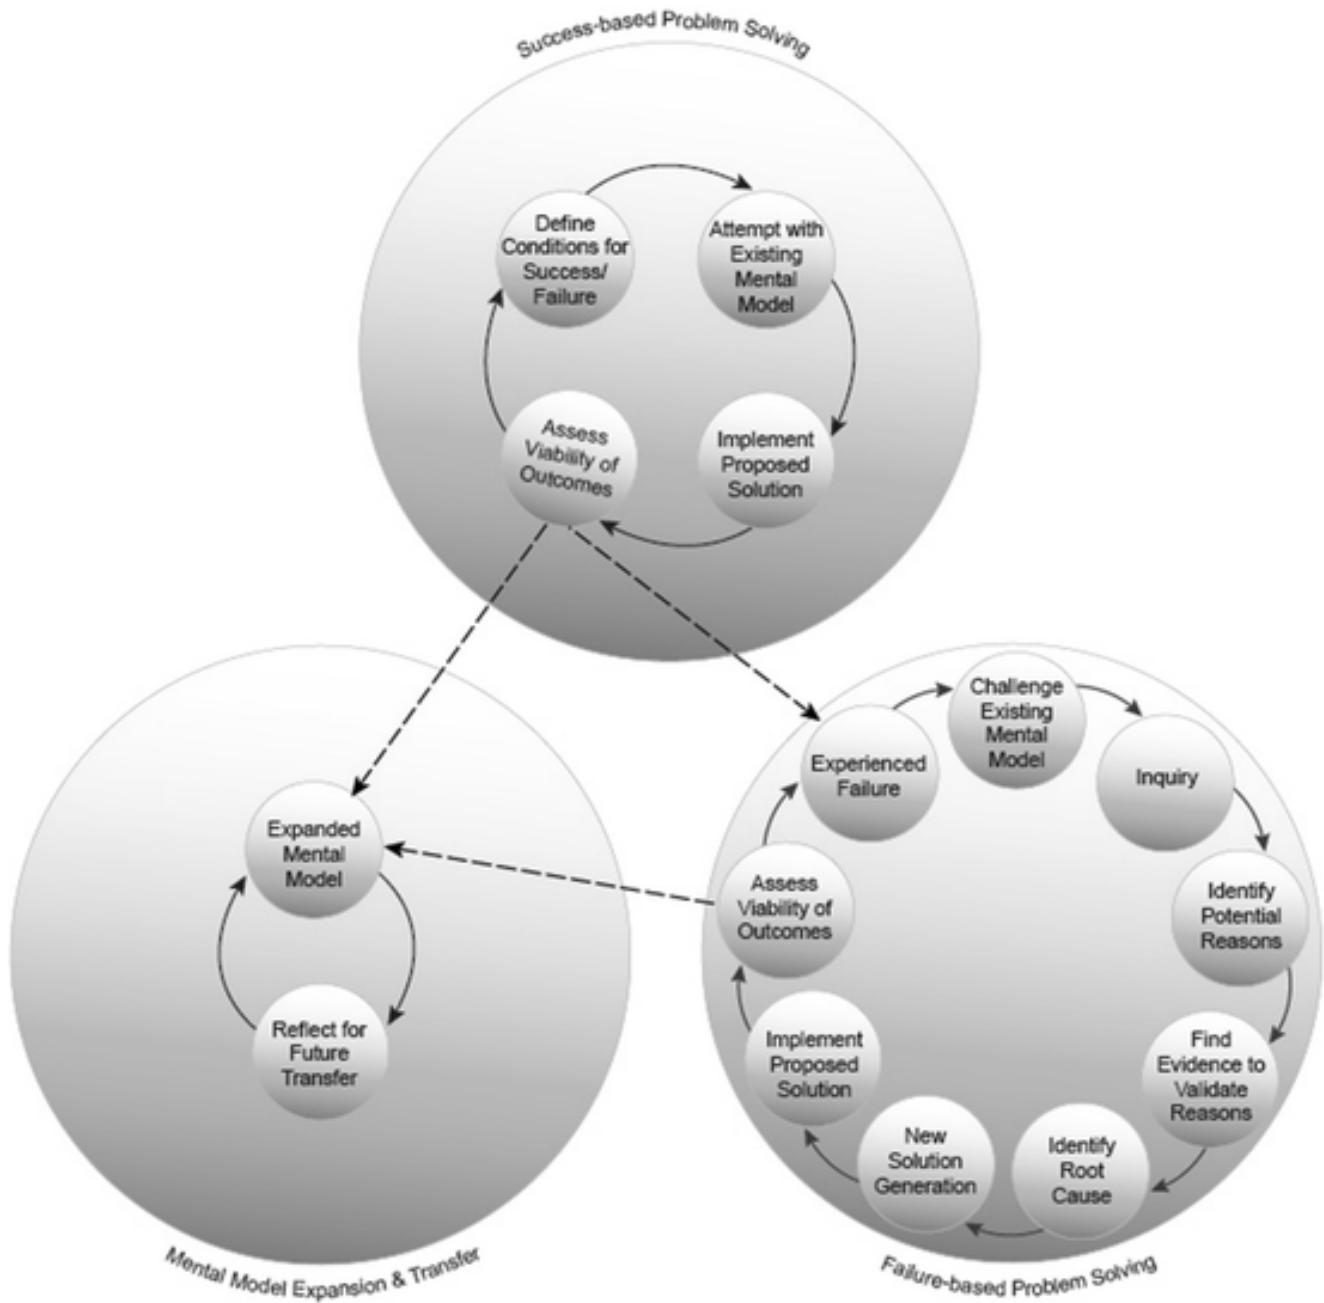 Success-based Problem Solving
Define
Conditions for
Success/
Failure
Attempt with
Existing
Mental
Model
Implement
Proposed
Solution
Assess
Viability of
Outcomes
Expanded
Mental
Model
Reflect for
Future
Transfer
Mental Model Expansion & Transfer
Experienced
Failure
Challenge
Existing
Mental
Model
Inquiry
Identify
Potential
Reasons
Find
Evidence to
Validate
Reasons
Identify
Root
Cause
New
Solution
Generation
Implement
Proposed
Solution
Assess
Viability of
Outcomes
Failure-based Problem Solving